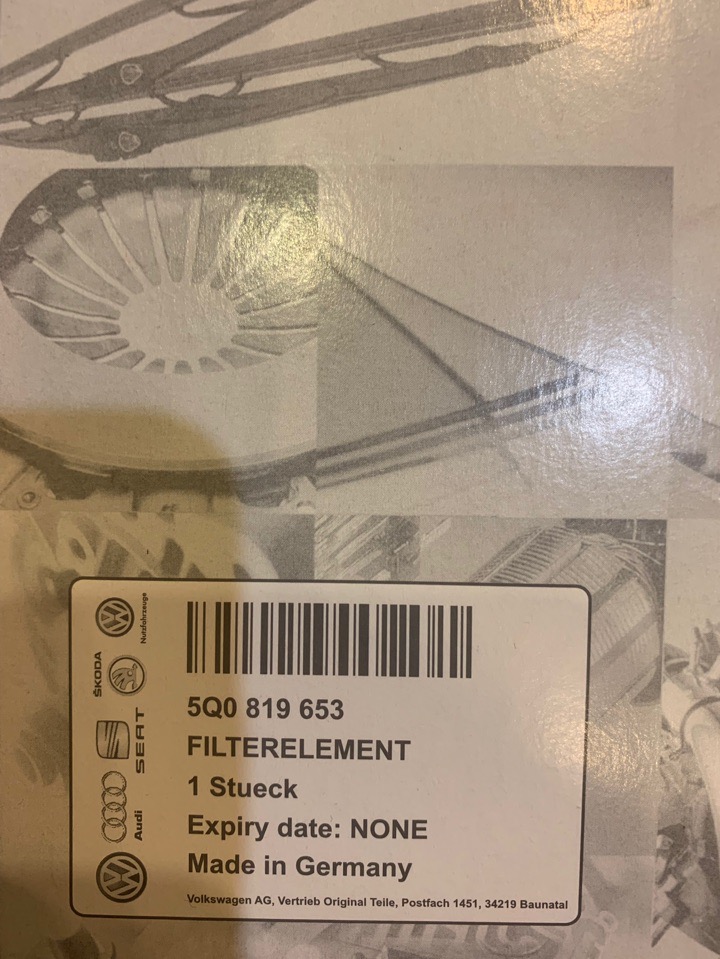 5Q0 819 653
FILTERELEMENT
1 Stueck
Expiry date: NONE
Made in Germany
Volkswagen AG, Vertrieb Original Teile, Postfach 1451, 34219 Baunatal
Nutzfahrzeuge
ŠKODA
SEAT
Audi